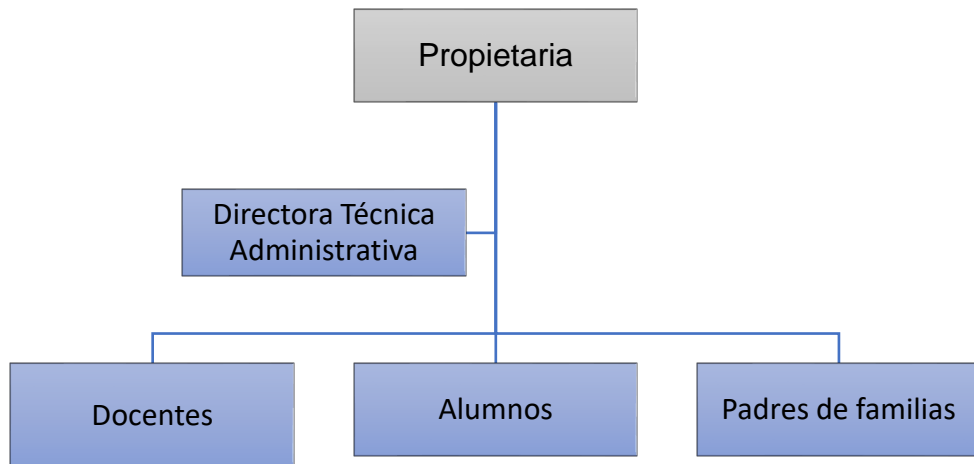 Propietaria
Directora Técnica
Administrativa
Docentes
Alumnos
Padres de familias